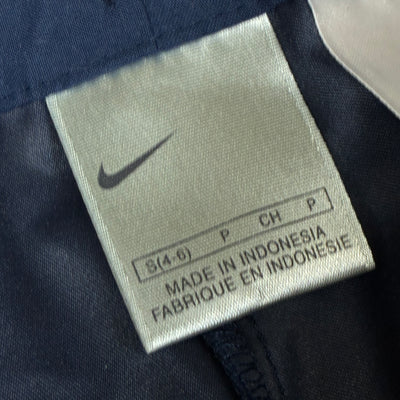 S(4-6) P CH P
MADE IN INDONESIA
FABRIQUE EN INDONESIE